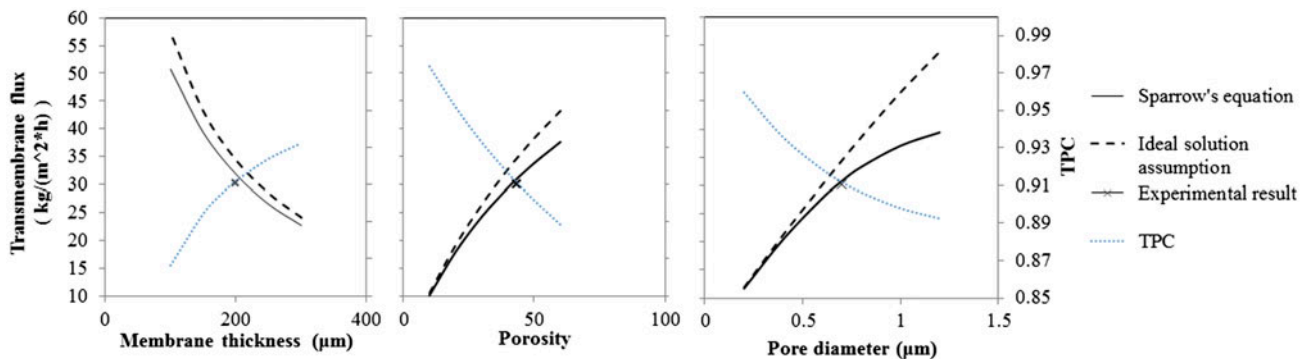 Transmembrane flux
( kg/(m^2*h)
60
55
50
45
40
35
30
25
20
15
10
0
200
400
Membrane thickness (µm)
0
50
100
Porosity
0
0.5
1
1.5
Pore diameter (µm)
0.99
0.97
0.95
0.93
0.91
0.89
0.87
0.85
TPC
Sparrow's equation
Ideal solution
assumption
Experimental result
TPC